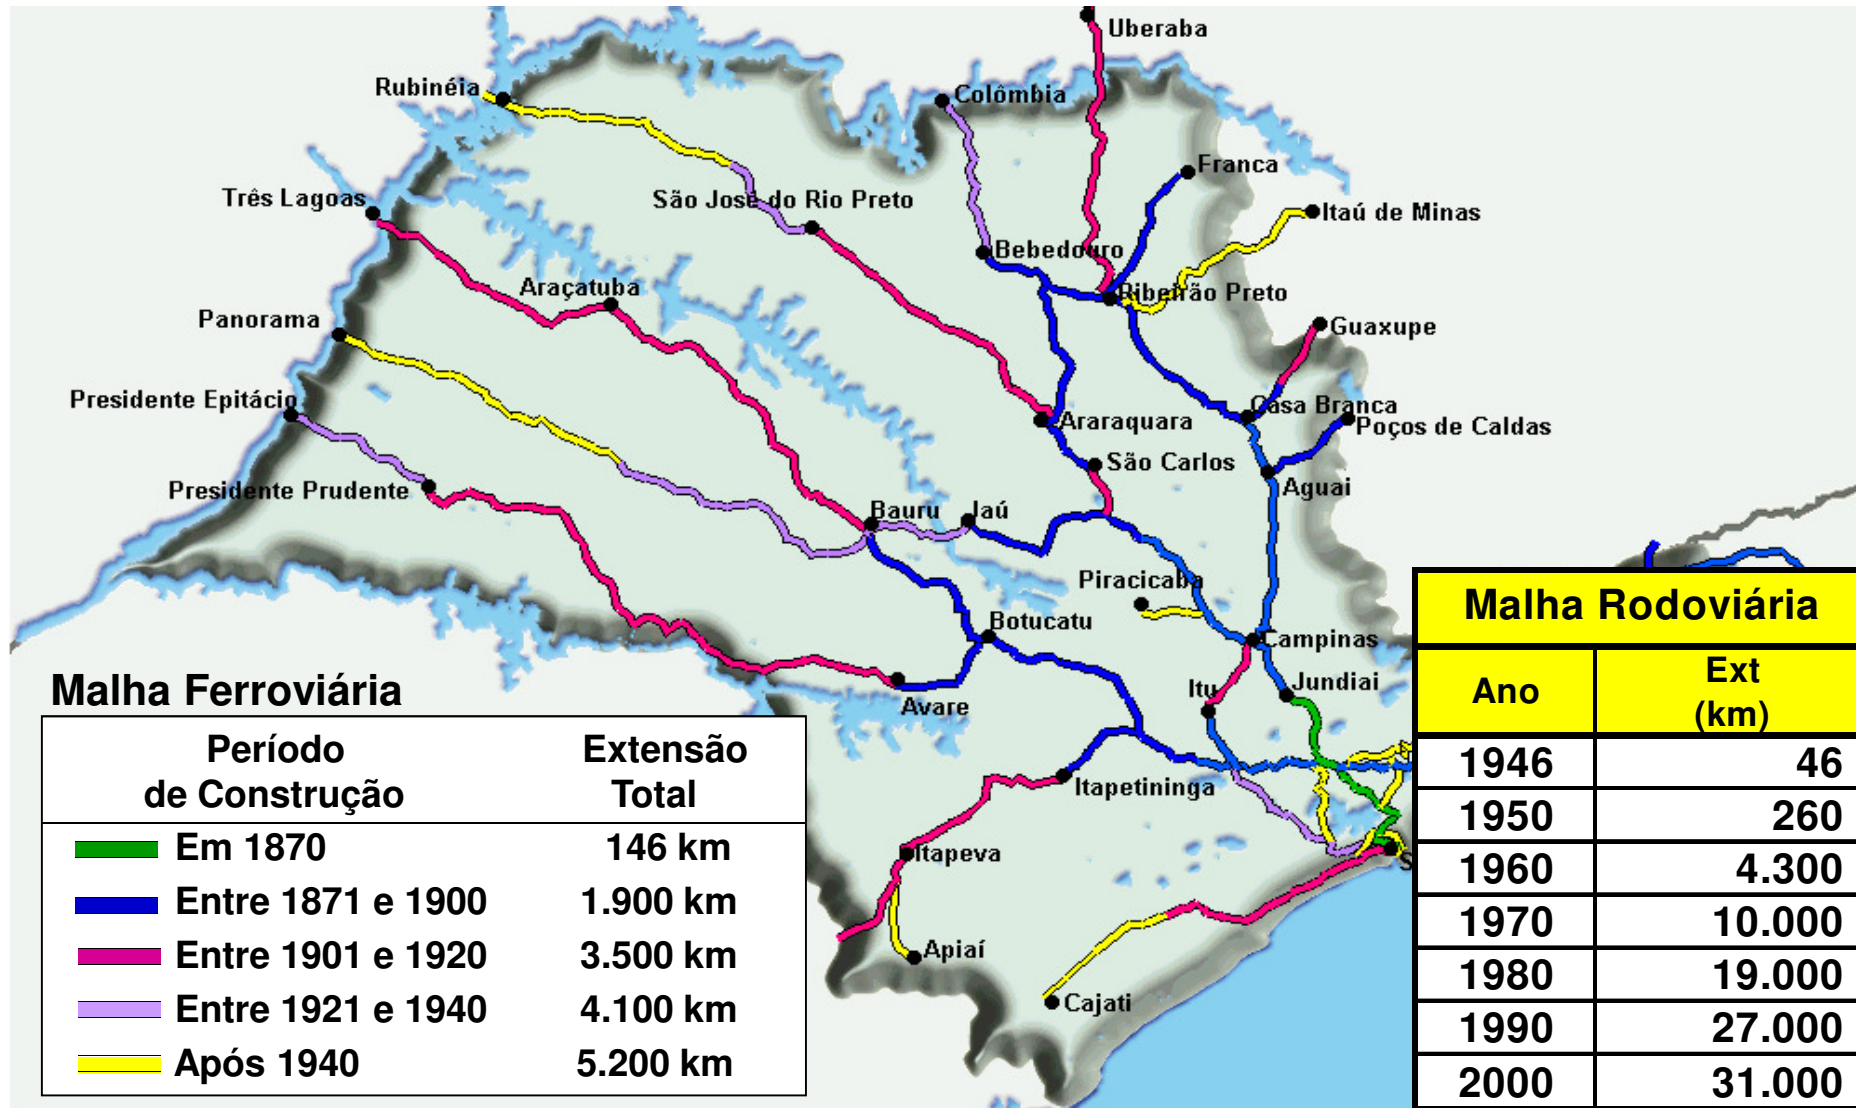 Uberaba
Rubinéia
Colômbia
Franca
Três Lagoas
São José do Rio Preto
Itaú de Minas
Bebedouro
Araçatuba
Ribeirão Preto
Panorama
Guaxupe
Presidente Epitácio
Casa Branca
Araraquara
Poços de Caldas
São Carlos
Presidente Prudente
Aguai
Bauru
Iaú
Piracicaba
Botucatu
Campinas
Itu
Jundiai
Avare
Itapetininga
Itapeva
S
Apiaí
Cajati
Malha Ferroviária
Período de Construção Extensão Total
Em 1870 146 km
Entre 1871 e 1900 1.900 km
Entre 1901 e 1920 3.500 km
Entre 1921 e 1940 4.100 km
Após 1940 5.200 km
Malha Rodoviária
Ano Ext (km)
1946 46
1950 260
1960 4.300
1970 10.000
1980 19.000
1990 27.000
2000 31.000